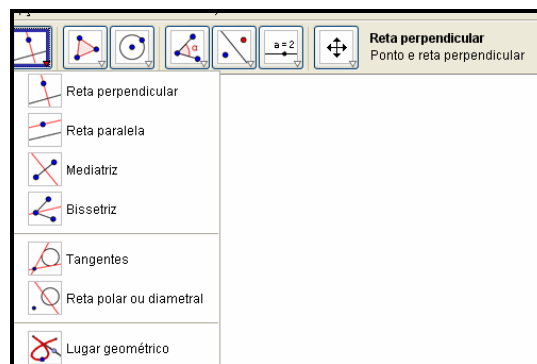 a=2
α
Reta perpendicular
Ponto e reta perpendicular
Reta perpendicular
Reta paralela
Mediatriz
Bissetriz
Tangentes
Reta polar ou diametral
Lugar geométrico